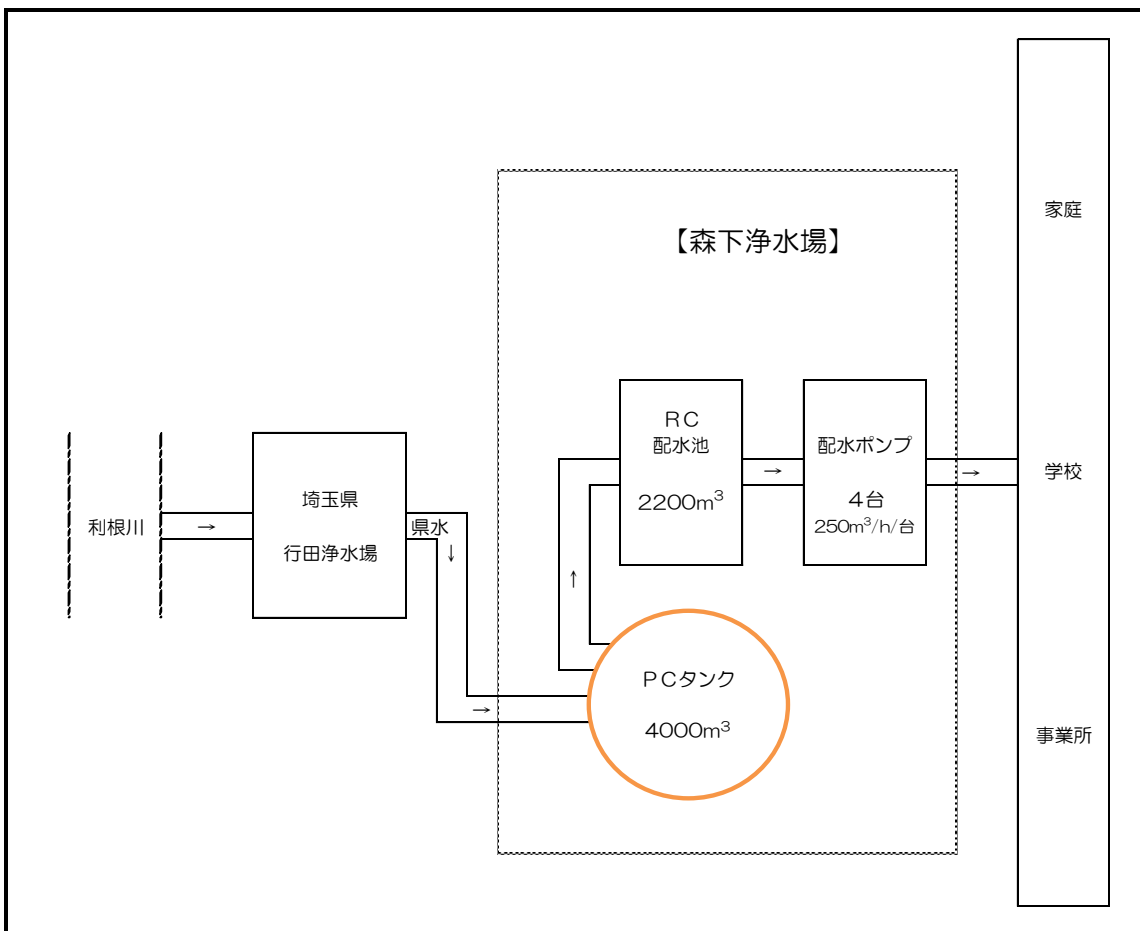 【森下浄水場】
利根川
→
埼玉県
行田浄水場
県水
↓
→
PCタンク
4000m³
↑
RC
配水池
2200m³
→
配水ポンプ
4台
250m³/h/台
→
家庭
学校
事業所